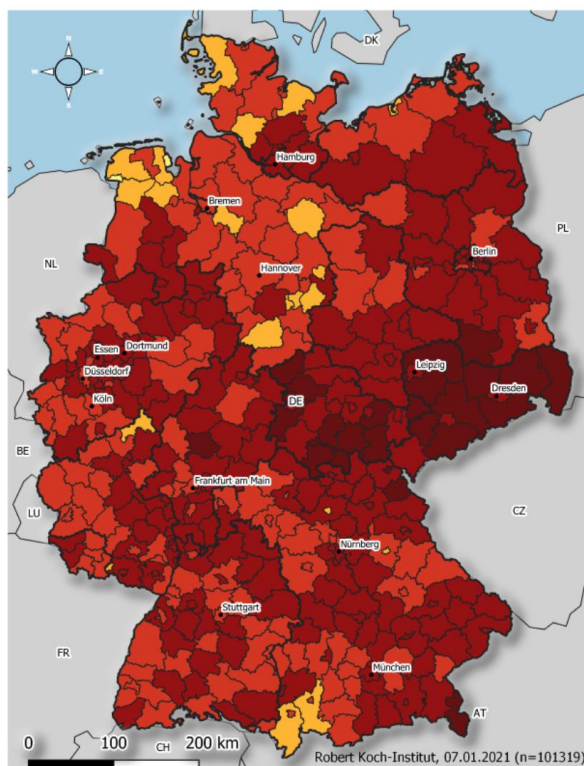 N
W
E
S
DK
Hamburg
Bremen
PL
Berlin
NL
Hannover
Essen
Dortmund
Düsseldorf
Leipzig
Dresden
Köln
DE
BE
Frankfurt am Main
LU
CZ
Nürnberg
Stuttgart
FR
München
AT
CH
0 100 200 km
Robert Koch-Institut, 07.01.2021 (n=101319)